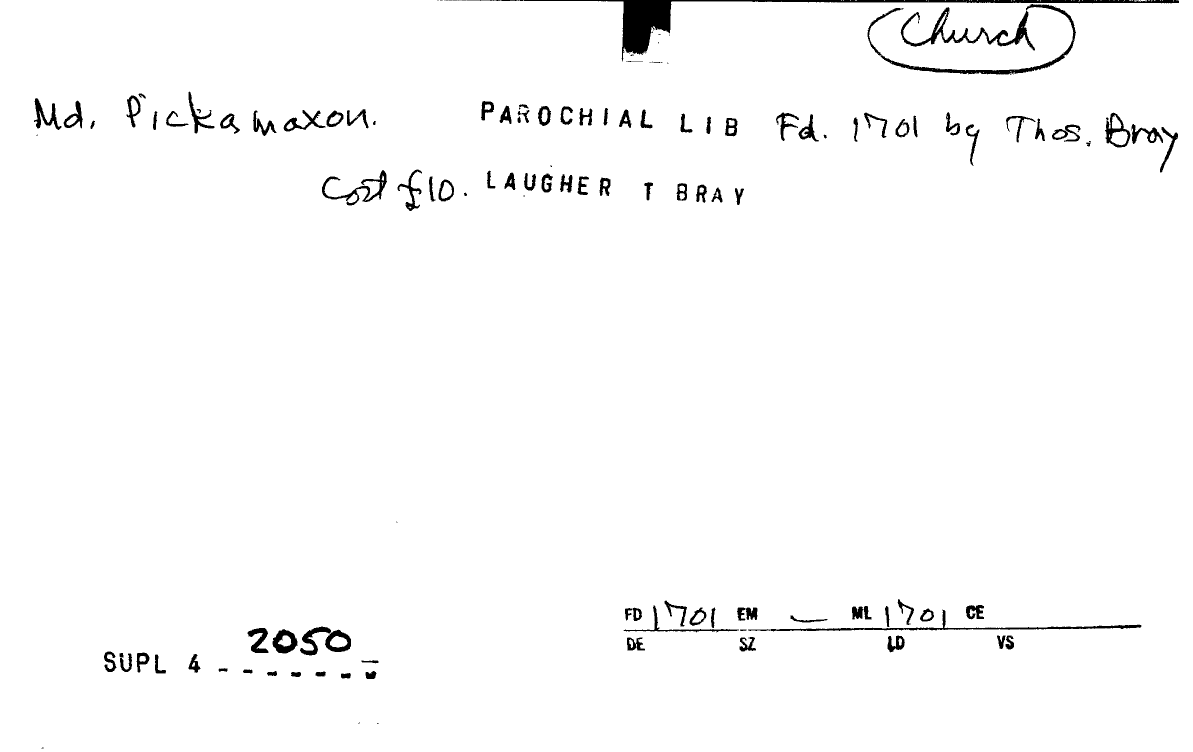 Church
Md. Pickamaxon. PAROCHIAL LIB Fd. 1701 by Thos. Bray
Cost £10. LAUGHER T BRAY
FD 1701 EM — ML 1701 CE
DE SZ LD VS
2050
SUPL 4 - - - - - - -